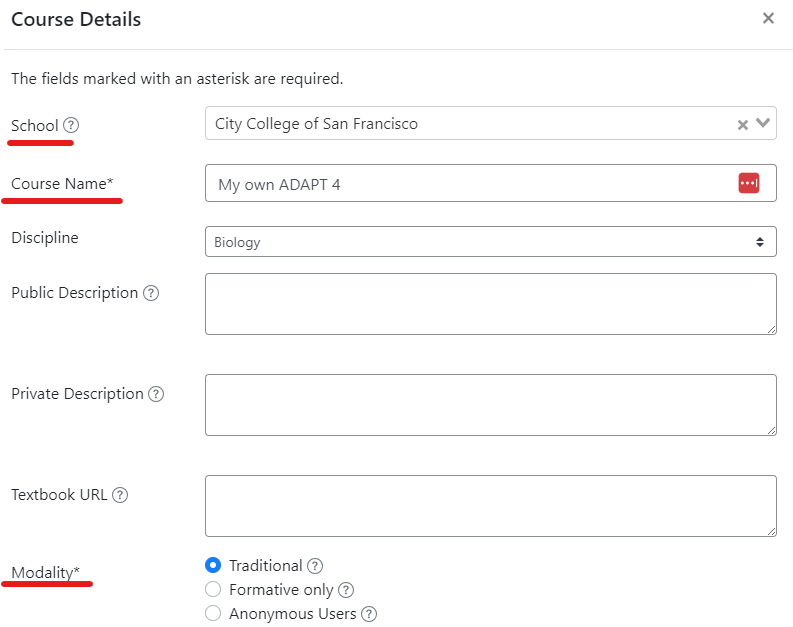 Course Details
The fields marked with an asterisk are required.
School City College of San Francisco
Course Name* My own ADAPT 4
Discipline Biology
Public Description
Private Description
Textbook URL
Modality* Traditional
Formative only
Anonymous Users